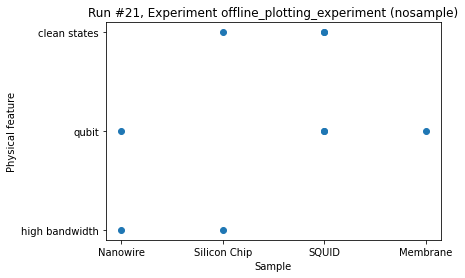 Run #21, Experiment offline_plotting_experiment (nosample)
clean states
qubit
high bandwidth
Physical feature
Nanowire
Silicon Chip
SQUID
Membrane
Sample